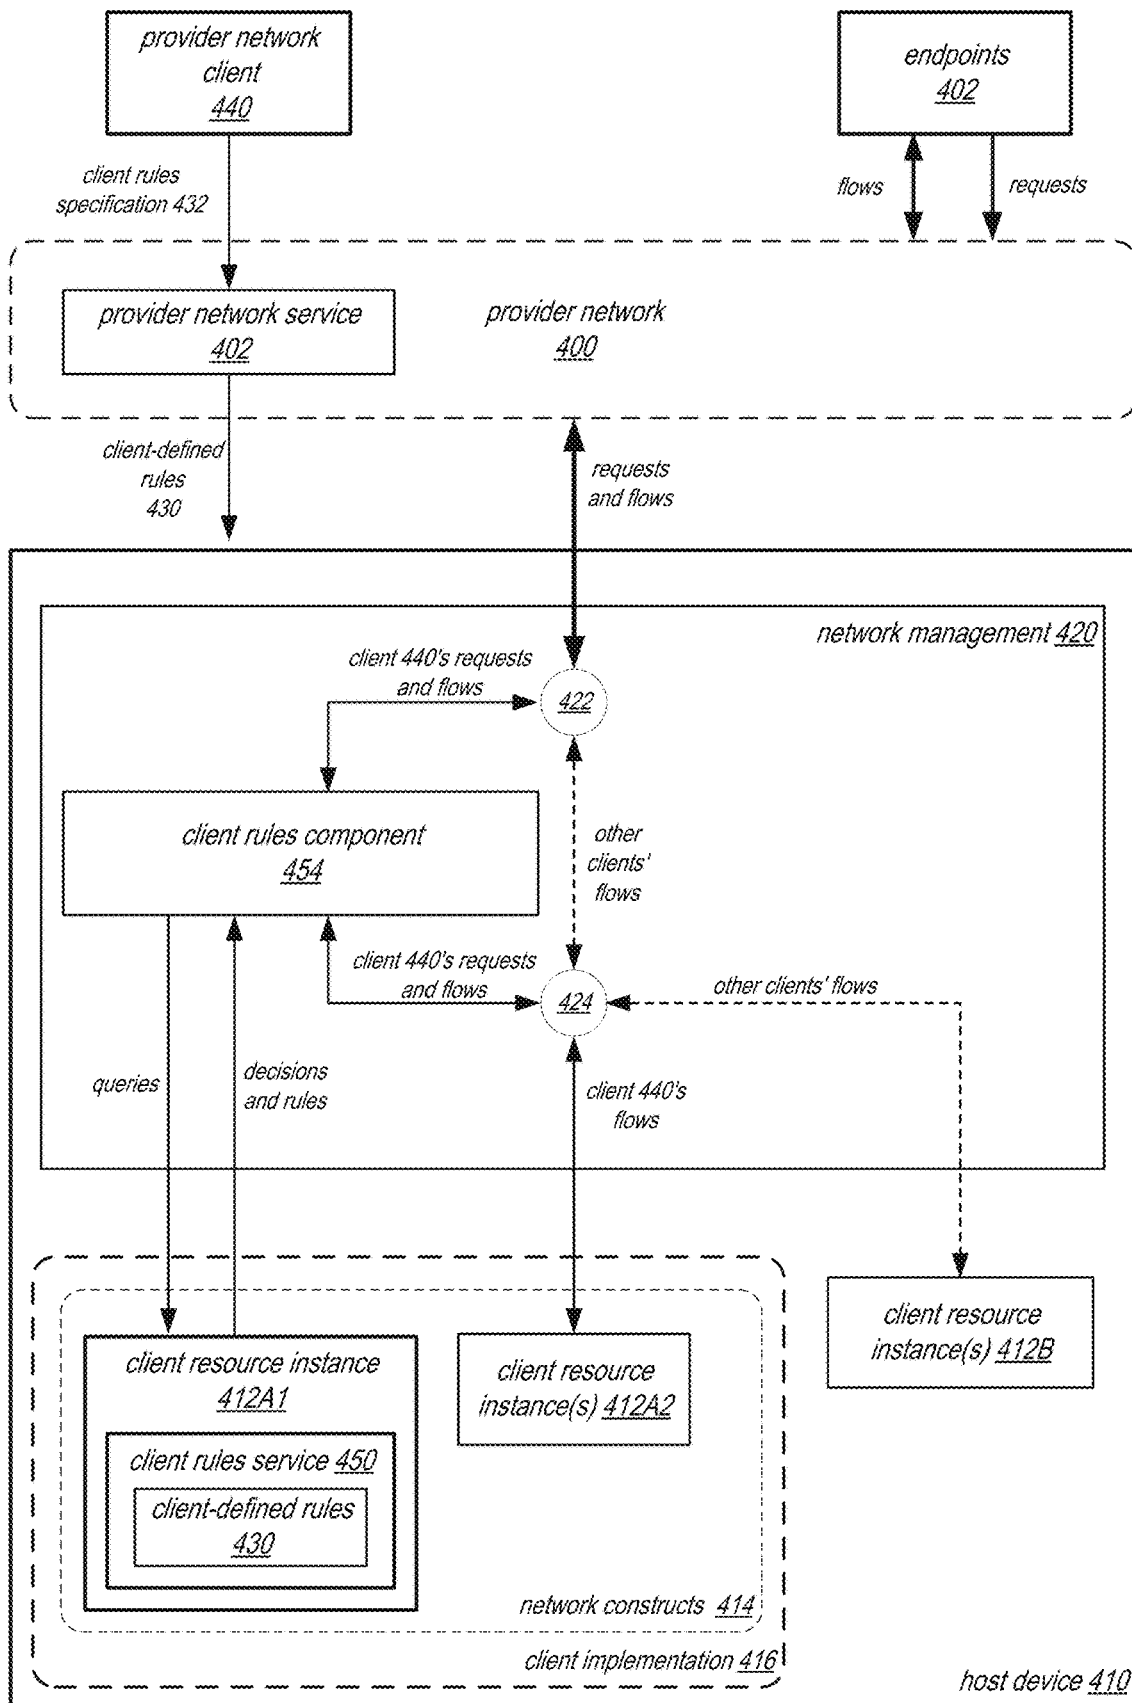 provider network
client
440
endpoints
402
client rules
specification 432
flows
requests
provider network service
402
provider network
400
client-defined
rules
430
requests
and flows
network management 420
client 440's requests
and flows
422
client rules component
454
other
clients'
flows
client 440's requests
and flows
424
other clients' flows
queries
decisions
and rules
client 440's
flows
client resource instance
412A1
client resource
instance(s) 412A2
client resource
instance(s) 412B
client rules service 450
client-defined rules
430
network constructs 414
client implementation 416
host device 410